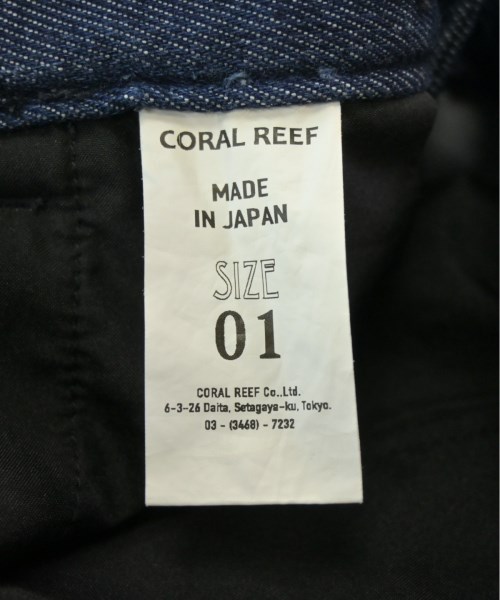 CORAL REEF
MADE
IN JAPAN
SIZE
01
CORAL REEF Co.,Ltd.
6-3-26 Daita, Setagaya-ku, Tokyo.
03 - (3468) - 7232